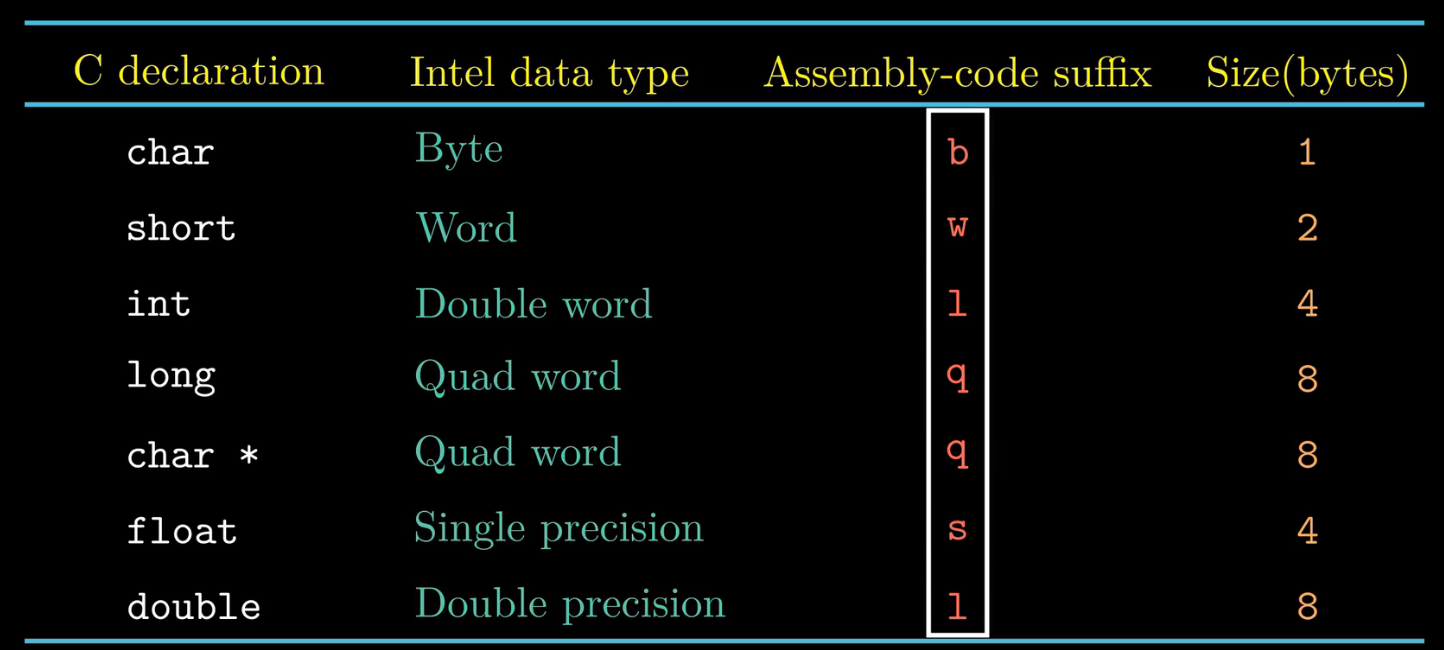 C declaration Intel data type Assembly-code suffix Size(bytes)
char Byte b 1
short Word w 2
int Double word l 4
long Quad word q 8
char * Quad word q 8
float Single precision s 4
double Double precision l 8